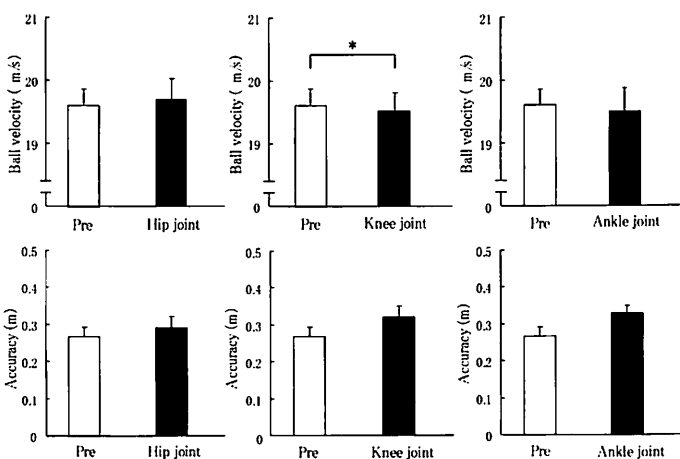 21
20
19
0
Ball velocity ( m/s)
Pre
Hip joint
21
20
19
0
Ball velocity ( m/s)
*
Pre
Knee joint
21
20
19
0
Ball velocity ( m/s)
Pre
Ankle joint
0.5
0.4
0.3
0.2
0.1
0
Accuracy (m)
Pre
Hip joint
0.5
0.4
0.3
0.2
0.1
0
Accuracy (m)
Pre
Knee joint
0.5
0.4
0.3
0.2
0.1
0
Accuracy (m)
Pre
Ankle joint